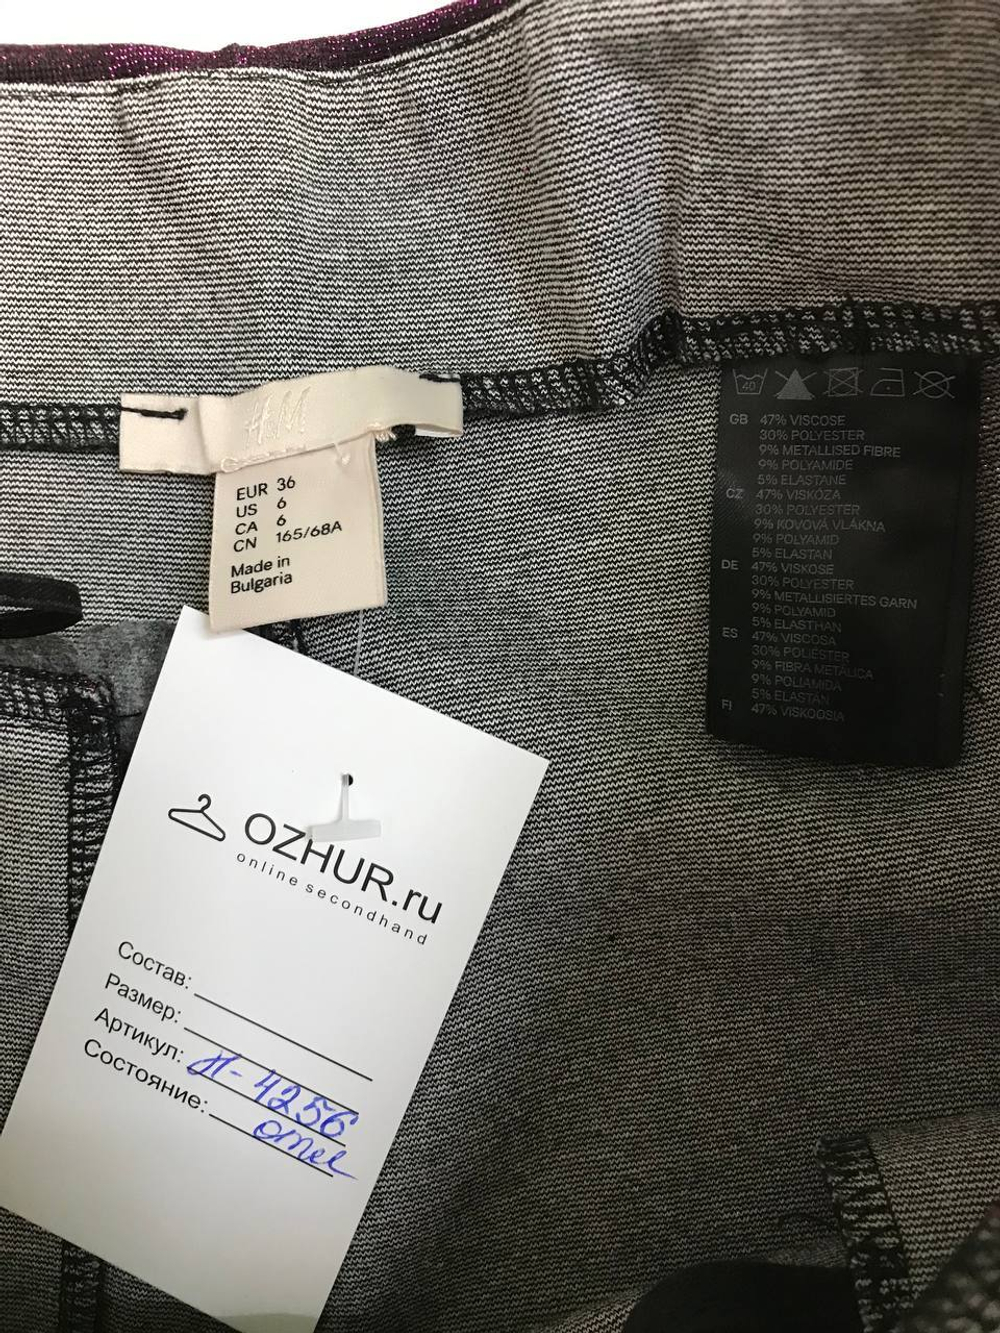 H&M
EUR 36
US 6
CA 6
CN 165/68A
Made in
Bulgaria
40
GB 47% VISCOSE
30% POLYESTER
9% METALLISED FIBRE
9% POLYAMIDE
5% ELASTANE
CZ 47% VISKÓZA
30% POLYESTER
9% KOVOVÁ VLÁKNA
9% POLYAMID
5% ELASTAN
DE 47% VISKOSE
30% POLYESTER
9% METALLISIERTES GARN
9% POLYAMID
5% ELASTHAN
ES 47% VISCOSA
30% POLIÉSTER
9% FIBRA METÁLICA
9% POLIAMIDA
5% ELASTÁN
FI 47% VISKOOSIA
OZHUR.ru
online secondhand
Состав:
Размер:
Артикул: Н-4256
Состояние: отл